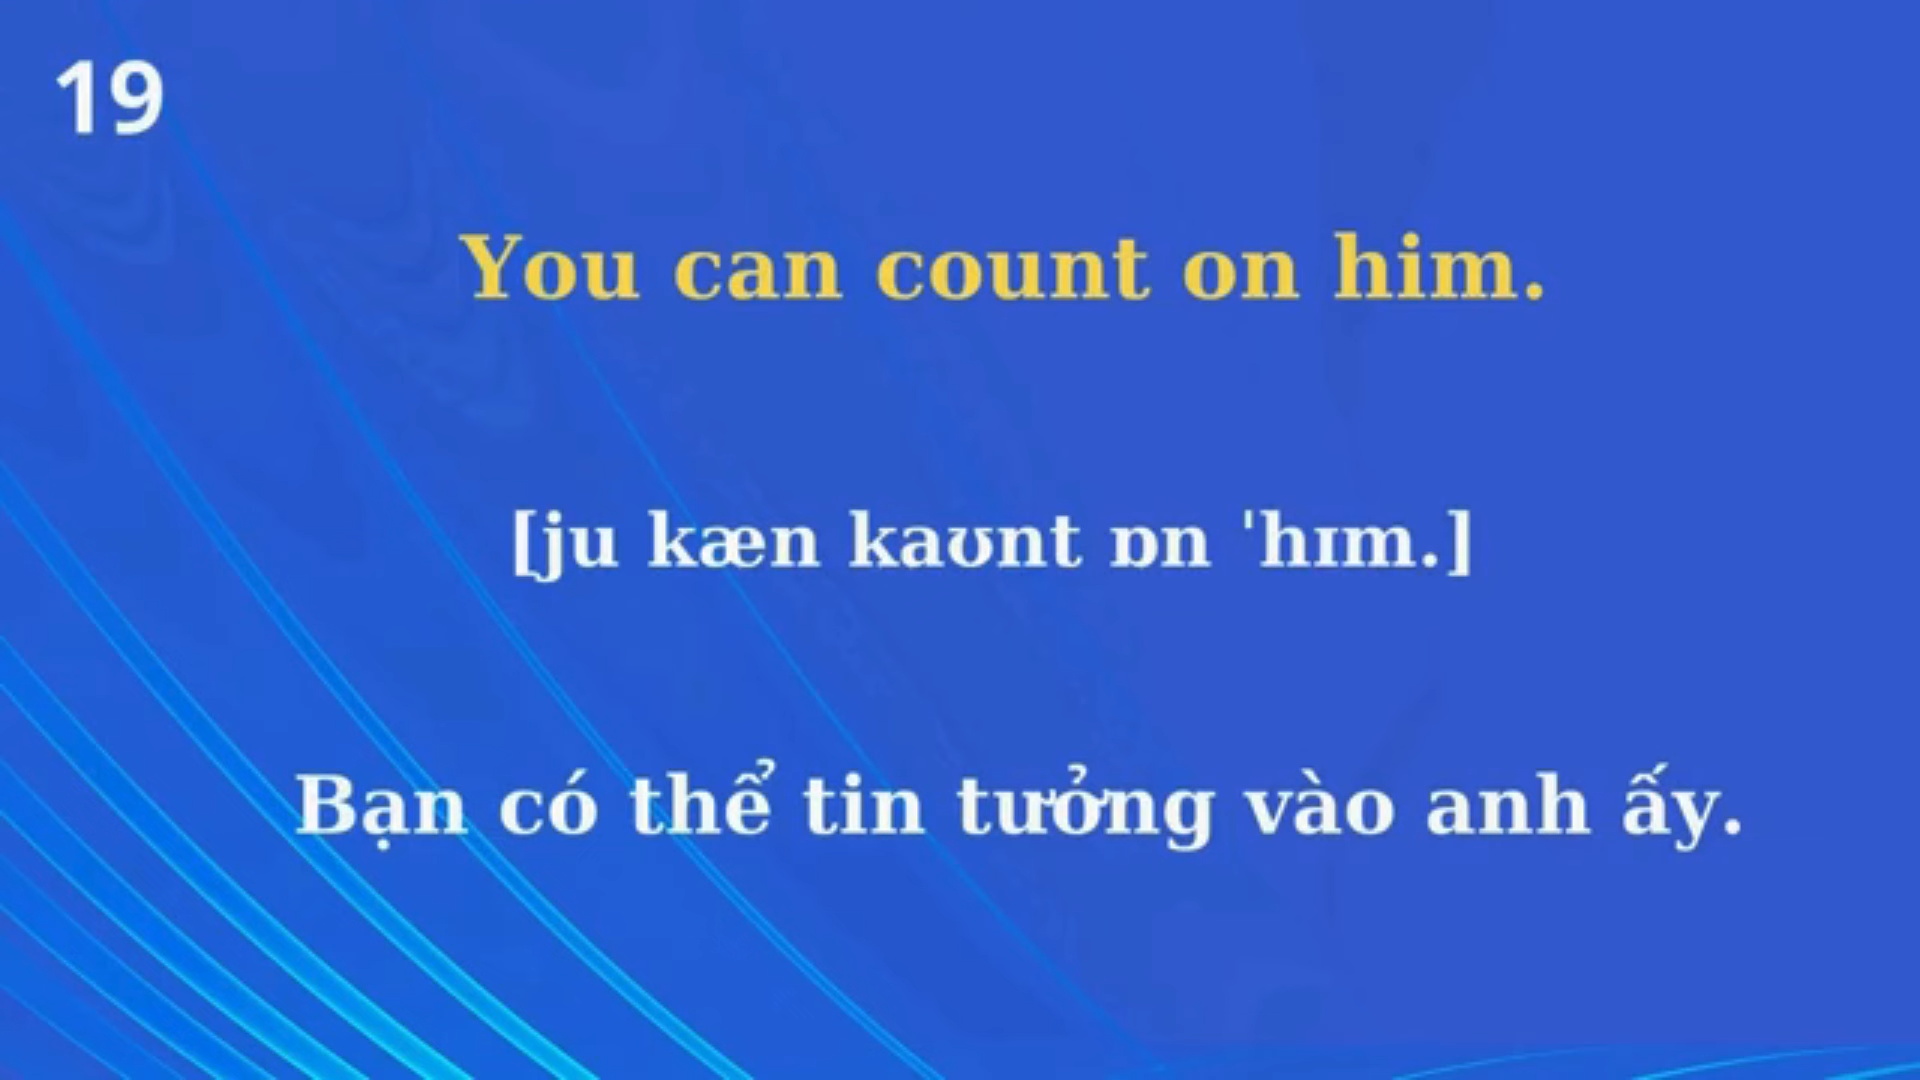 19
You can count on him.
[ju kæn kaʊnt ɒn ˈhɪm.]
Bạn có thể tin tưởng vào anh ấy.